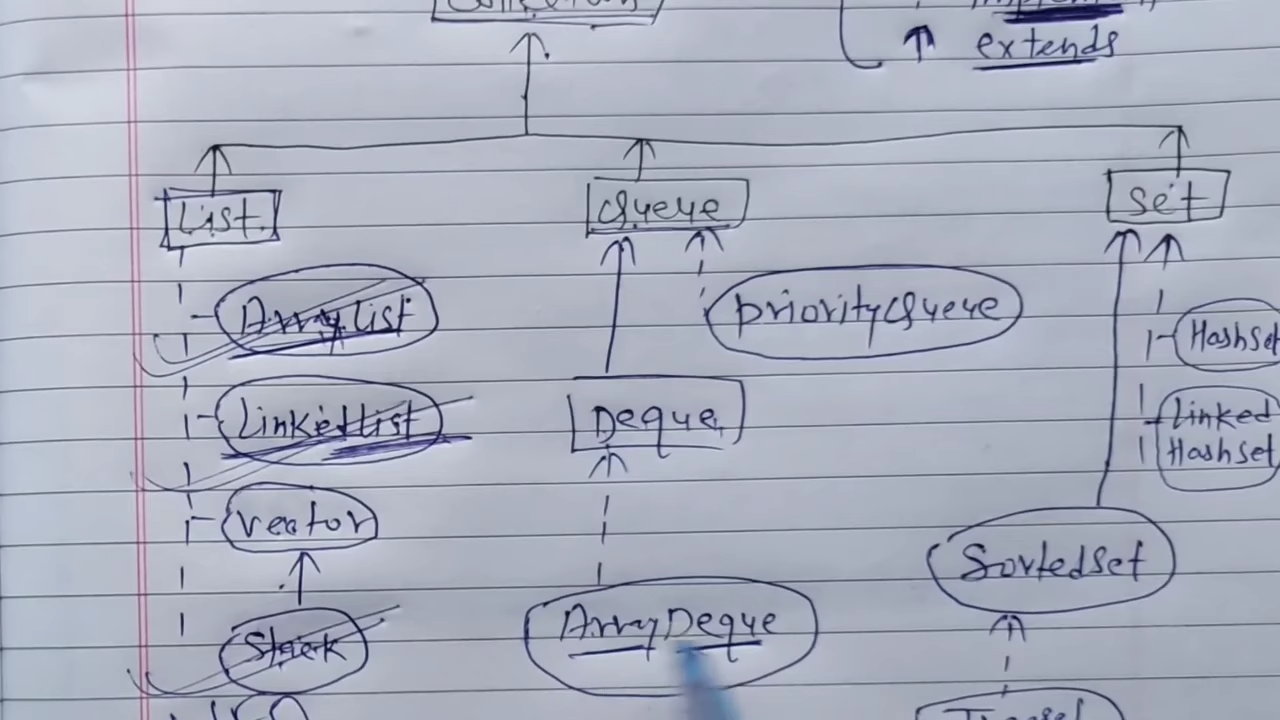 extends
List
Queue
Set
ArrayList
PriorityQueue
HashSet
LinkedList
Deque
Linked
HashSet
Vector
SortedSet
Stack
ArrayDeque